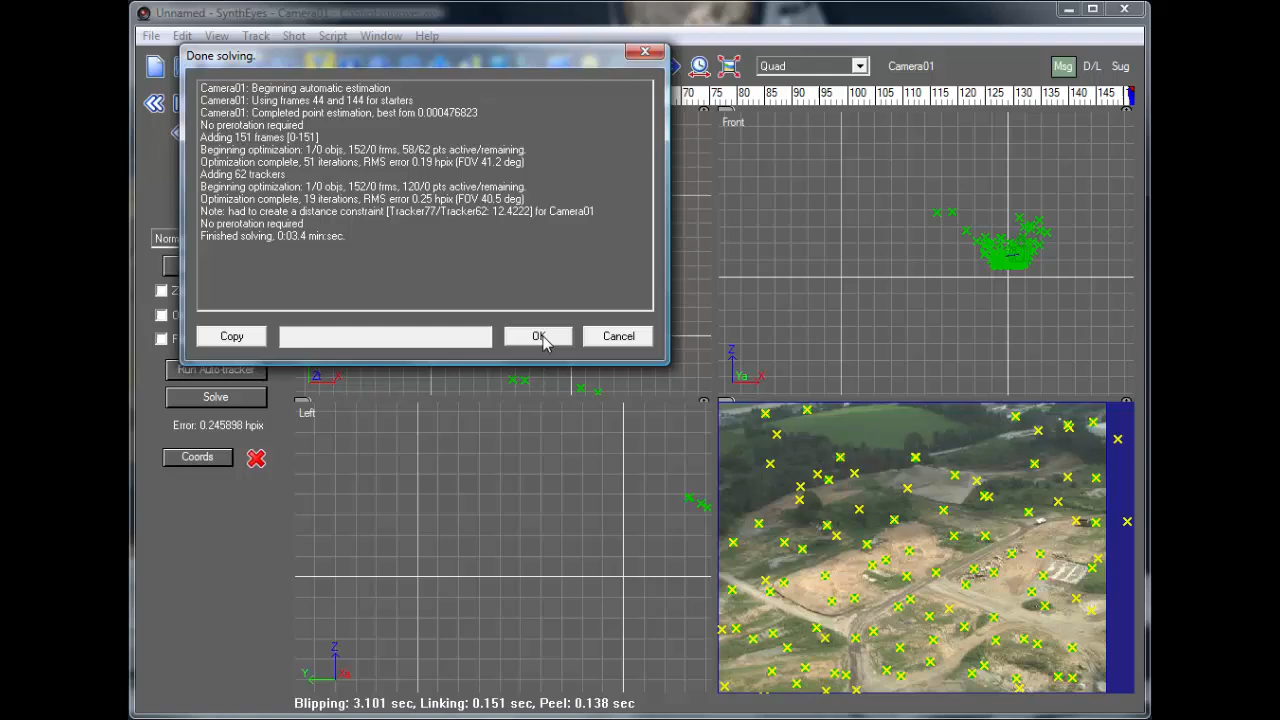 Unnamed - SynthEyes - Camera01 -
File Edit View Track Shot Script Window Help
Done solving.
Quad
Camera01
Msg
D/L
Sug
70 75 80 85 90 95 100 105 110 115 120 125 130 135 140 145
Camera01: Beginning automatic estimation
Camera01: Using frames 44 and 144 for starters
Camera01: Completed point estimation, best fom 0.000476823
No prerotation required
Adding 151 frames [0-151]
Beginning optimization: 1/0 objs, 152/0 frms, 58/62 pts active/remaining.
Optimization complete, 51 iterations, RMS error 0.19 hpix (FOV 41.2 deg)
Adding 62 trackers
Beginning optimization: 1/0 objs, 152/0 frms, 120/0 pts active/remaining.
Optimization complete, 19 iterations, RMS error 0.25 hpix (FOV 40.5 deg)
Note: had to create a distance constraint [Tracker77/Tracker62: 12.4222] for Camera01
No prerotation required
Finished solving, 0:03.4 min:sec.
Copy
OK
Cancel
Front
Norm
Z
X
Z
Ya
X
Run Auto-tracker
Solve
Error: 0.245898 hpix
Coords
Left
Z
Y
Xa
Blipping: 3.101 sec, Linking: 0.151 sec, Peel: 0.138 sec